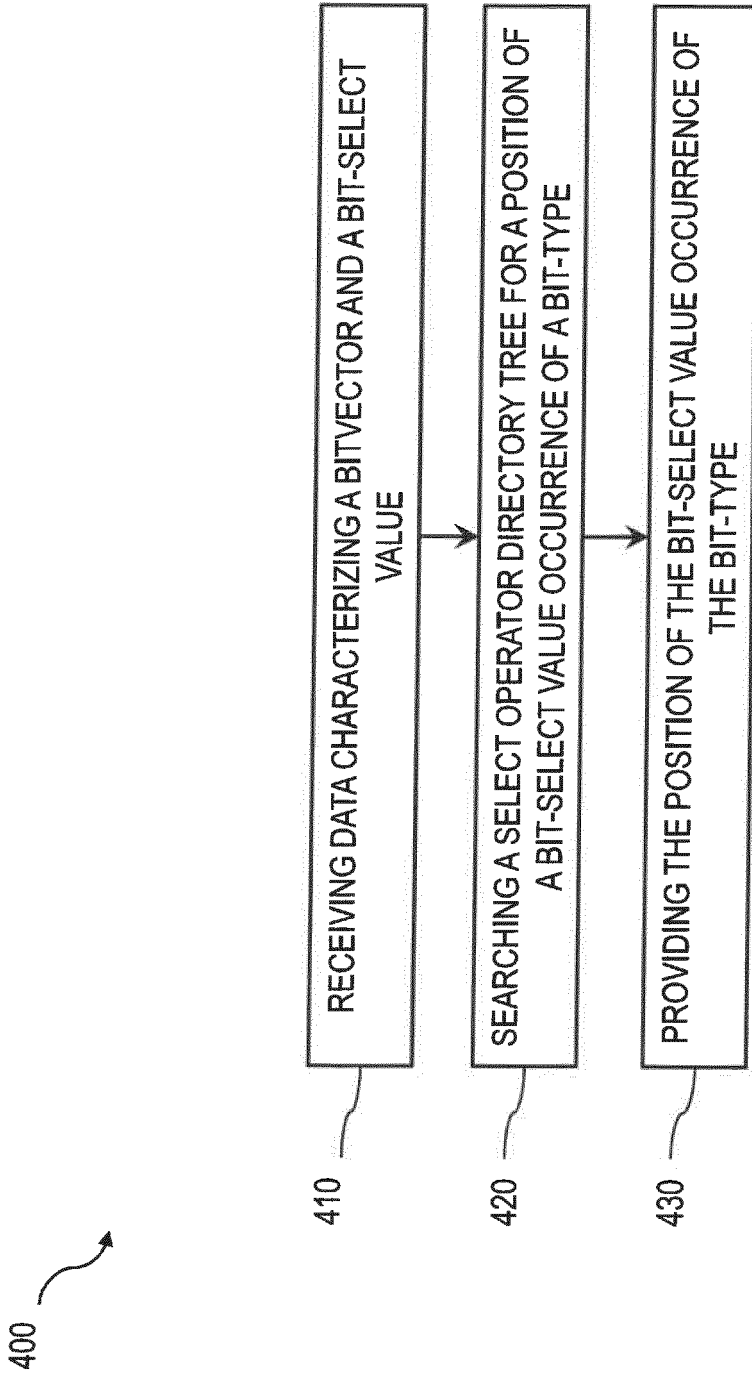 400
410
RECEIVING DATA CHARACTERIZING A BITVECTOR AND A BIT-SELECT
VALUE
420
SEARCHING A SELECT OPERATOR DIRECTORY TREE FOR A POSITION OF
A BIT-SELECT VALUE OCCURRENCE OF A BIT-TYPE
430
PROVIDING THE POSITION OF THE BIT-SELECT VALUE OCCURRENCE OF
THE BIT-TYPE